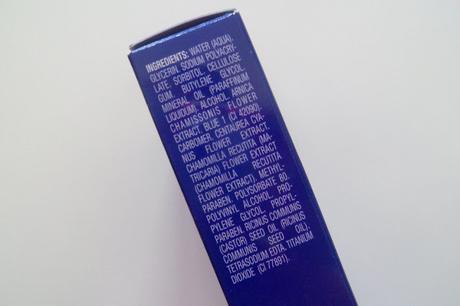 INGREDIENTS: WATER (AQUA),
GLYCERIN, SODIUM POLYACRY-
LATE, SORBITOL, CELLULOSE
GUM, BUTYLENE GLYCOL,
MINERAL OIL (PARAFFINUM
LIQUIDUM), ALCOHOL, ARNICA
CHAMISSONIS FLOWER
EXTRACT, BLUE 1 (CI 42090),
CARBOMER, CENTAUREA CYA-
NUS FLOWER EXTRACT,
CHAMOMILLA RECUTITA (MA-
TRICARIA) FLOWER EXTRACT
(CHAMOMILLA RECUTITA
FLOWER EXTRACT), METHYL-
PARABEN, POLYSORBATE 80,
POLYVINYL ALCOHOL, PRO-
PYLENE GLYCOL, PROPYL-
PARABEN, RICINUS COMMUNIS
(CASTOR) SEED OIL (RICINUS
COMMUNIS SEED OIL),
TETRASODIUM EDTA, TITANIUM
DIOXIDE (CI 77891).